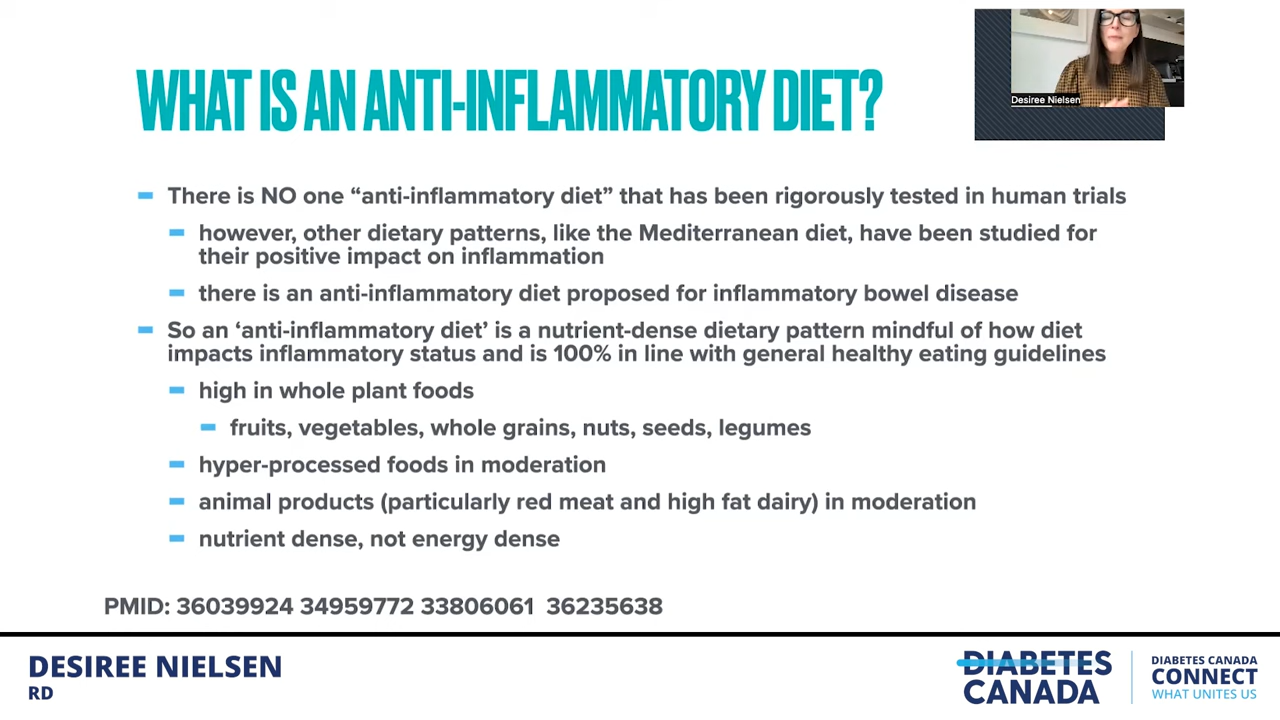 Desiree Nielsen
WHAT IS AN ANTI-INFLAMMATORY DIET?
There is NO one “anti-inflammatory diet” that has been rigorously tested in human trials
however, other dietary patterns, like the Mediterranean diet, have been studied for
their positive impact on inflammation
there is an anti-inflammatory diet proposed for inflammatory bowel disease
So an ‘anti-inflammatory diet’ is a nutrient-dense dietary pattern mindful of how diet
impacts inflammatory status and is 100% in line with general healthy eating guidelines
high in whole plant foods
fruits, vegetables, whole grains, nuts, seeds, legumes
hyper-processed foods in moderation
animal products (particularly red meat and high fat dairy) in moderation
nutrient dense, not energy dense
PMID: 36039924 34959772 33806061 36235638
DESIREE NIELSEN
RD
DIABETES
CANADA
DIABETES CANADA
CONNECT
WHAT UNITES US